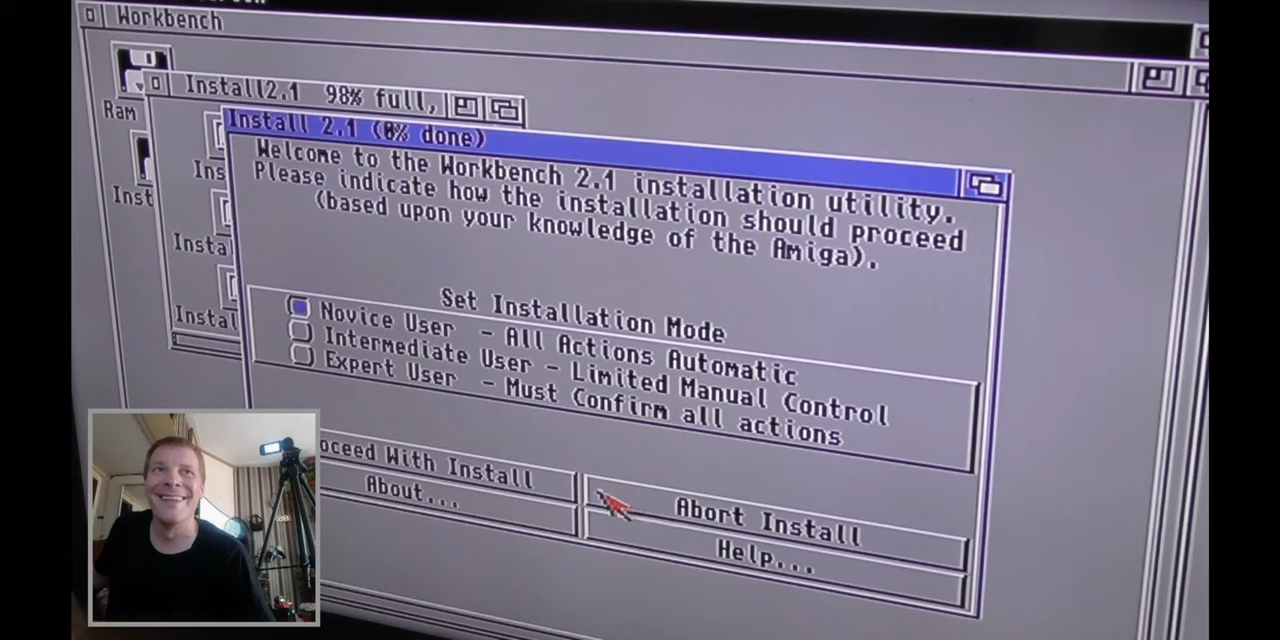 Workbench
Ram
Install2.1 98% full,
Install 2.1 (0% done)
Ins
Inst
Welcome to the Workbench 2.1 installation utility.
Please indicate how the installation should proceed
(based upon your knowledge of the Amiga).
Insta
Instal
Set Installation Mode
Novice User - All Actions Automatic
Intermediate User - Limited Manual Control
Expert User - Must Confirm all actions
oceed With Install
Abort Install
About...
Help...